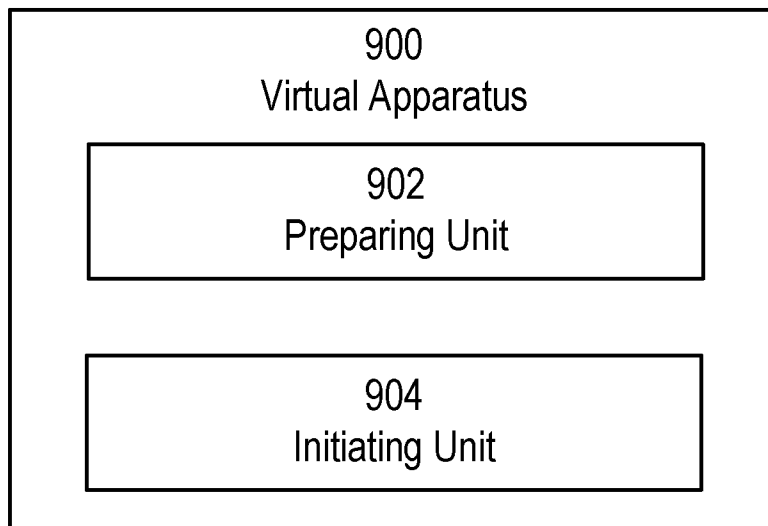 900
Virtual Apparatus
902
Preparing Unit
904
Initiating Unit